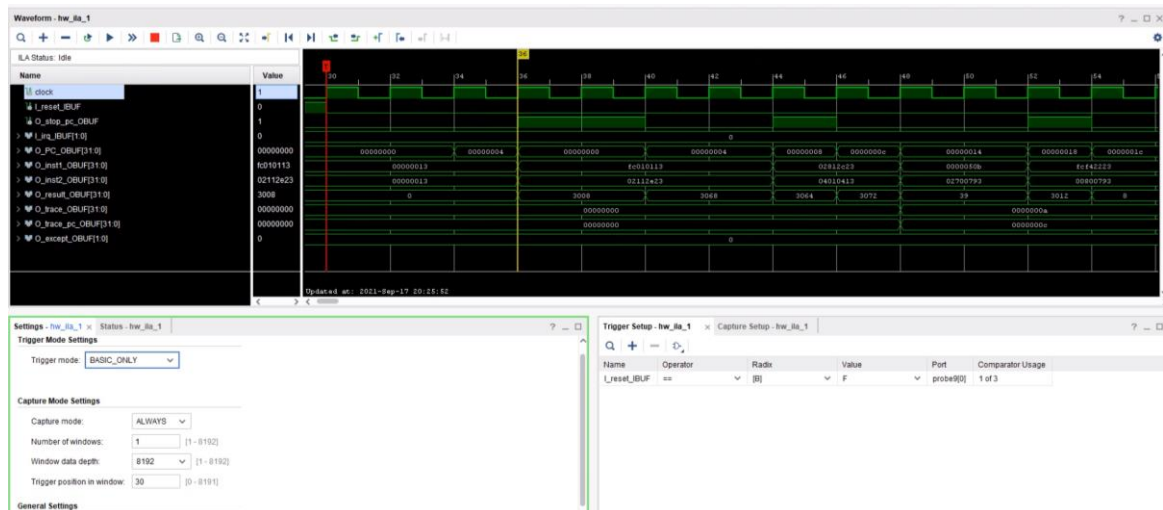 Waveform - hw_ila_1
ILA Status: Idle
Name Value
36
30 32 34 36 38 40 42 44 46 48 50 52 54
clock 1
I_reset_IBUF 0
O_stop_pc_OBUF 1
I_irq_IBUF[1:0] 0 0
O_PC_OBUF[31:0] 00000000 00000000 00000004 00000000 00000004 00000008 0000000c 00000014 00000018 0000001c
O_inst1_OBUF[31:0] fc010113 00000013 fc010113 02812c23 0000050b fcf42223
O_inst2_OBUF[31:0] 02112e23 00000013 02112e23 04010413 02700793 00800793
O_result_OBUF[31:0] 3008 0 3008 3068 3064 3072 39 3012 8
O_trace_OBUF[31:0] 00000000 00000000 0000000a
O_trace_pc_OBUF[31:0] 00000000 00000000 0000000c
O_except_OBUF[1:0] 0 0
Updated at: 2021-Sep-17 20:25:52
Settings - hw_ila_1 Status - hw_ila_1
Trigger Mode Settings
Trigger mode: BASIC_ONLY
Capture Mode Settings
Capture mode: ALWAYS
Number of windows: 1 [1 - 8192]
Window data depth: 8192 [1 - 8192]
Trigger position in window: 30 [0 - 8191]
General Settings
Trigger Setup - hw_ila_1 Capture Setup - hw_ila_1
Name Operator Radix Value Port Comparator Usage
I_reset_IBUF == [B] F probe9[0] 1 of 3